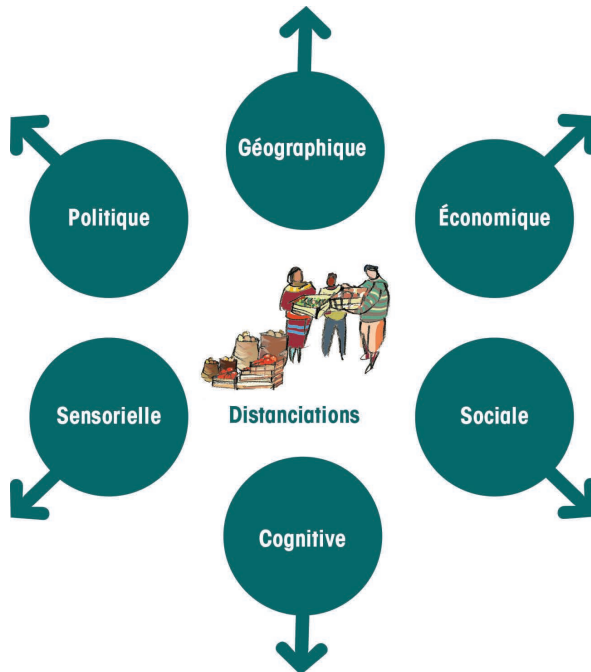 Géographique
Politique
Économique
Sensorielle
Distanciations
Sociale
Cognitive